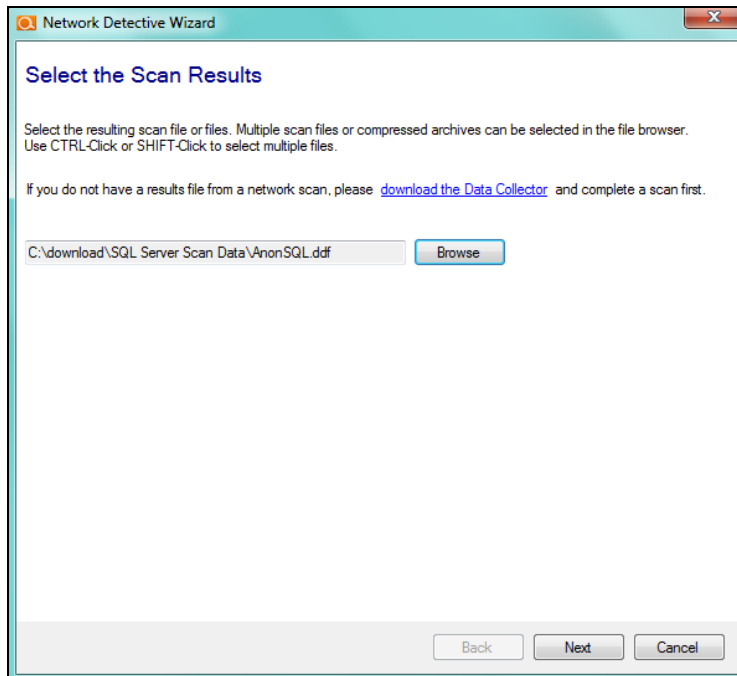 Network Detective Wizard
x
Select the Scan Results
Select the resulting scan file or files. Multiple scan files or compressed archives can be selected in the file browser.
Use CTRL-Click or SHIFT-Click to select multiple files.
If you do not have a results file from a network scan, please download the Data Collector and complete a scan first.
C:\download\SQL Server Scan Data\AnonSQL.ddf Browse
Back Next Cancel